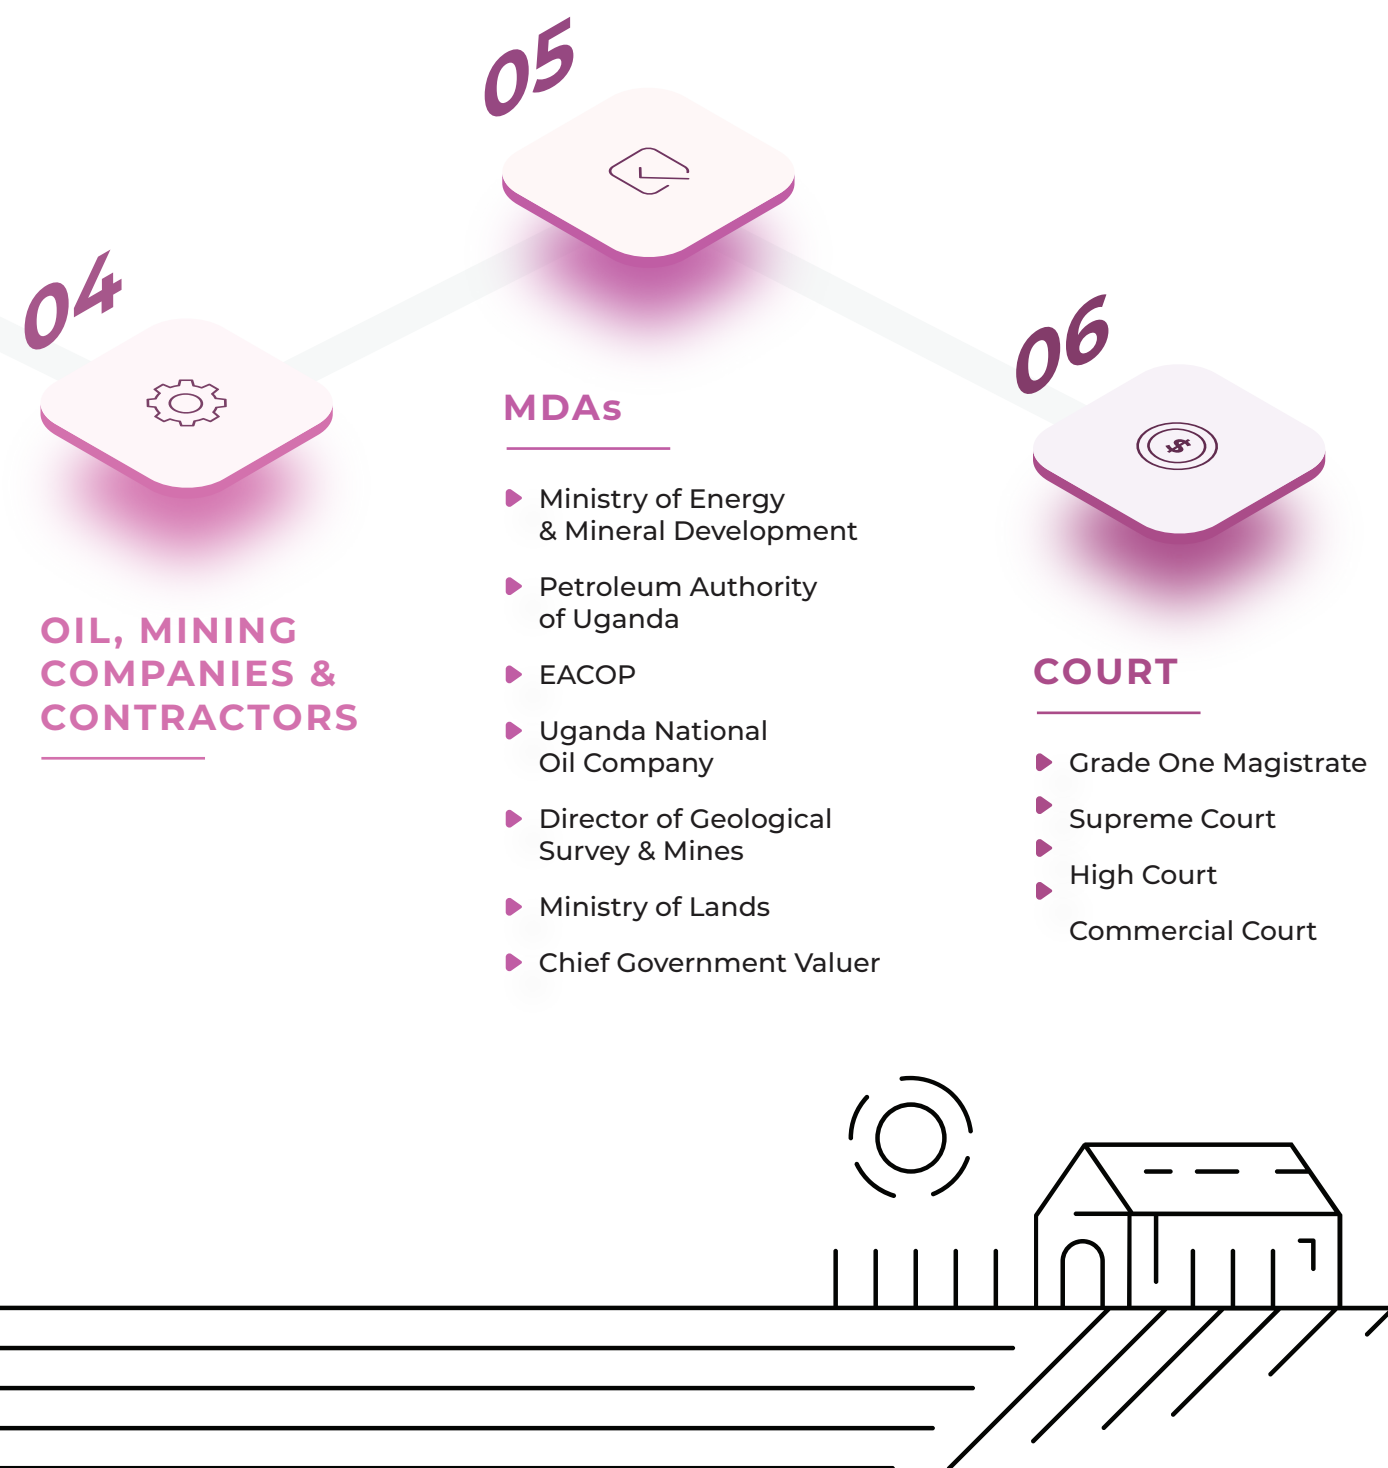 04
OIL, MINING
COMPANIES &
CONTRACTORS
05
MDAs
Ministry of Energy
& Mineral Development
Petroleum Authority
of Uganda
EACOP
Uganda National
Oil Company
Director of Geological
Survey & Mines
Ministry of Lands
Chief Government Valuer
06
$
COURT
Grade One Magistrate
Supreme Court
High Court
Commercial Court